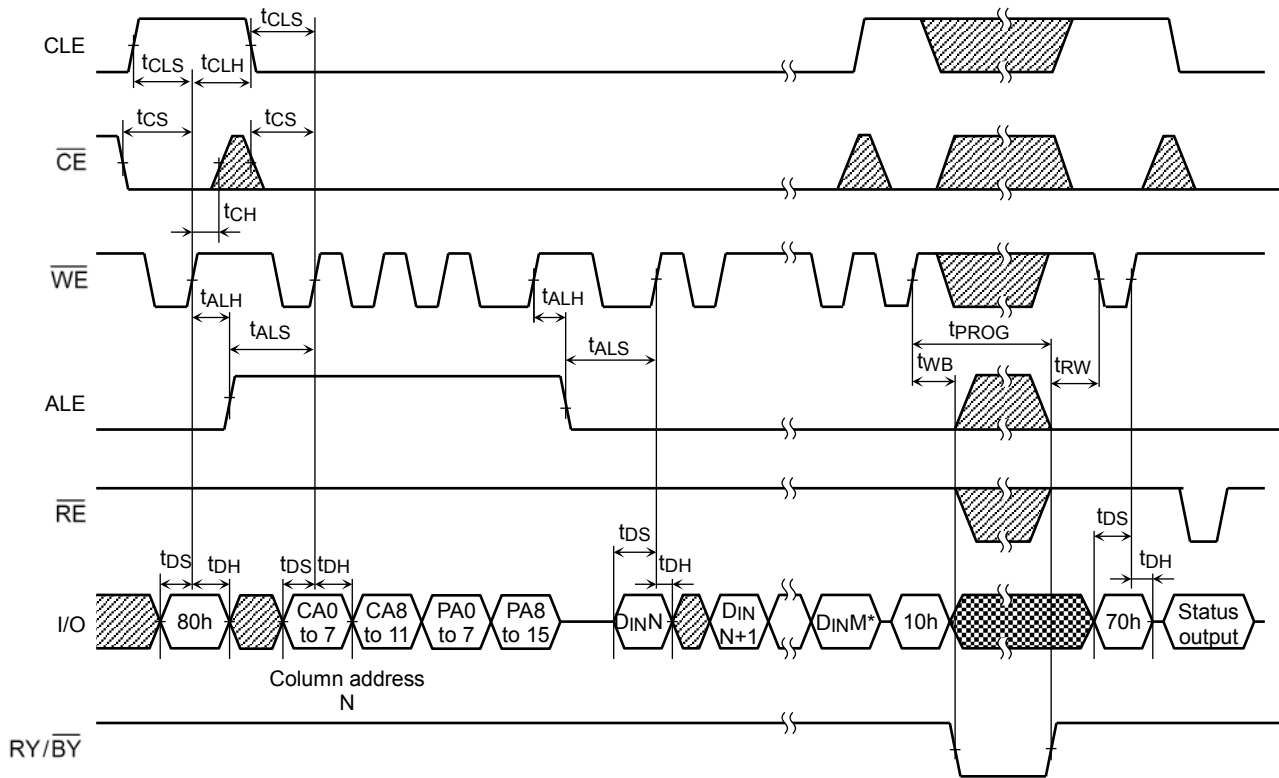 tCLS
CLE
tCLS tCLH
tCS tCS
CE
tCH
WE
tALH tALH
tALS tALS tPROG
tWB tRW
ALE
RE
tDS tDH tDS tDH tDS tDH tDS tDH
I/O
80h
CA0 to 7
CA8 to 11
PA0 to 7
PA8 to 15
DINN
DIN N+1
DINM*
10h
70h
Status output
Column address
N
RY/BY